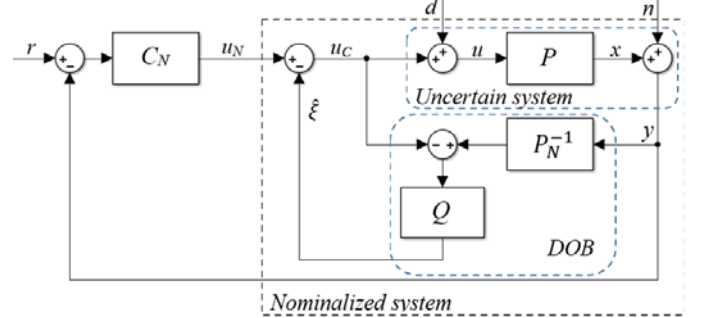 d n
r + − C_N u_N + − u_C + + u P x + +
ξ̂ Uncertain system
− + P_N^{-1} y
Q
DOB
Nominalized system